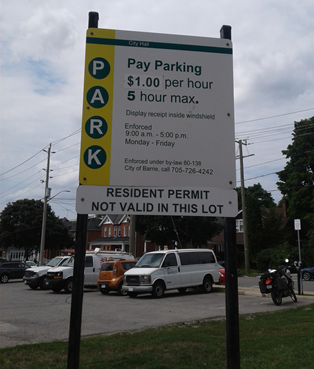 City Hall
PARK
Pay Parking
$1.00 per hour
5 hour max.
Display receipt inside windshield
Enforced
9:00 a.m. - 5:00 p.m.
Monday - Friday
Enforced under by-law 80-138
City of Barrie, call 705-726-4242
RESIDENT PERMIT
NOT VALID IN THIS LOT